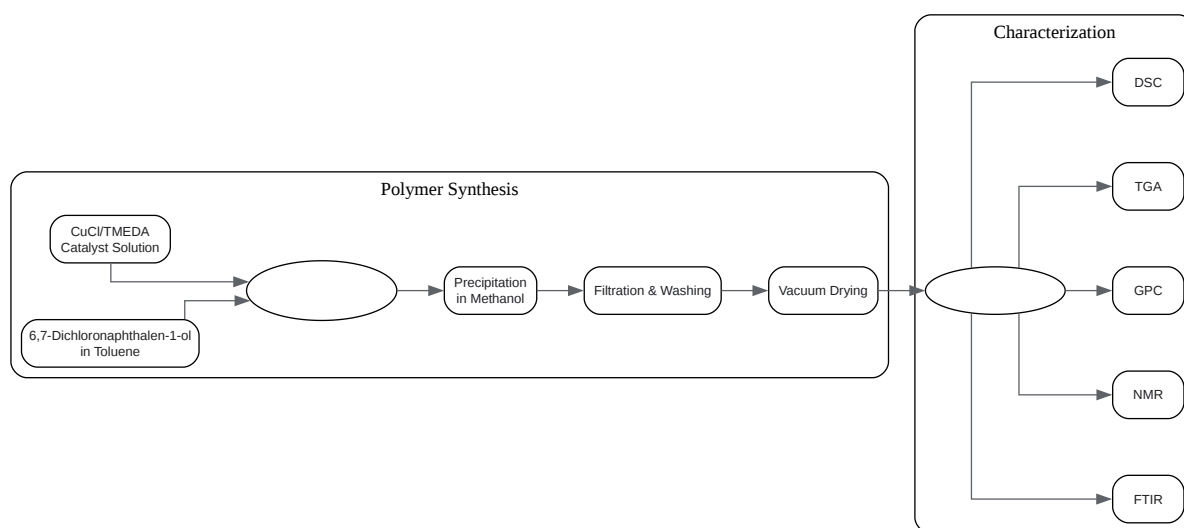 Characterization
DSC
TGA
Polymer Synthesis
CuCl/TMEDA
Catalyst Solution
Precipitation
in Methanol
Filtration & Washing
Vacuum Drying
GPC
6,7-Dichloronaphthalen-1-ol
in Toluene
NMR
FTIR